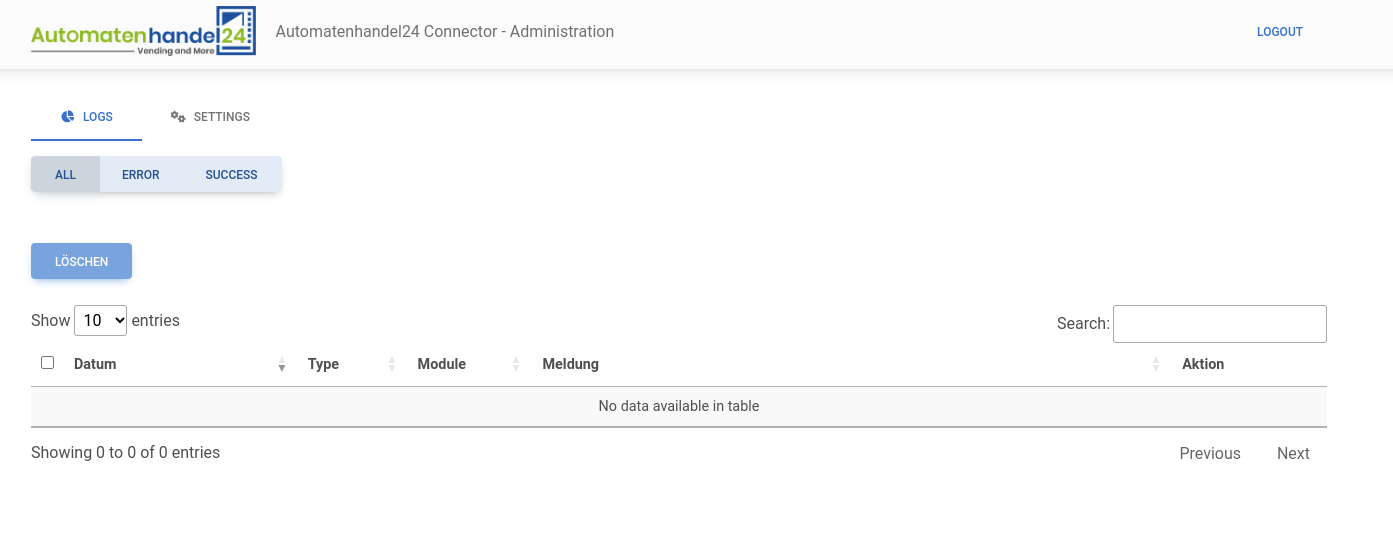 Automatenhandel24
Vending and More
Automatenhandel24 Connector - Administration
LOGOUT
LOGS
SETTINGS
ALL
ERROR
SUCCESS
LÖSCHEN
Show 10 entries
Search:
Datum
Type
Module
Meldung
Aktion
No data available in table
Showing 0 to 0 of 0 entries
Previous
Next